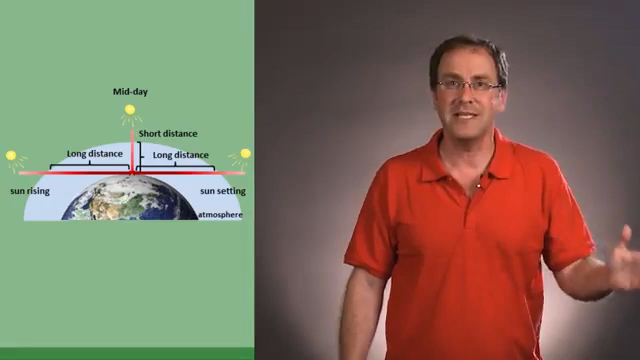 Mid-day
Short distance
Long distance
Long distance
sun rising
sun setting
atmosphere